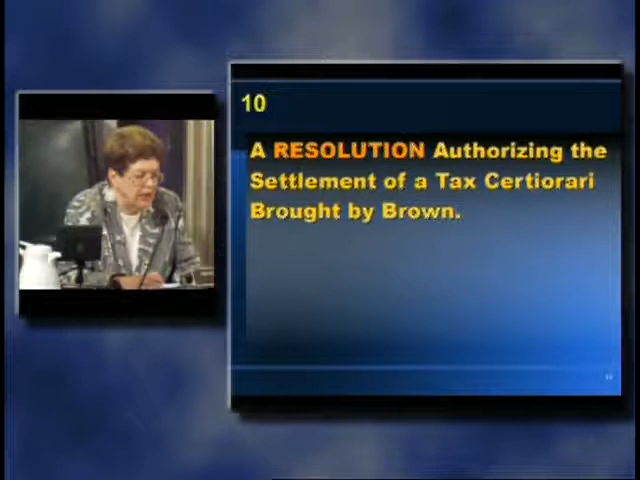 10
A RESOLUTION Authorizing the
Settlement of a Tax Certiorari
Brought by Brown.